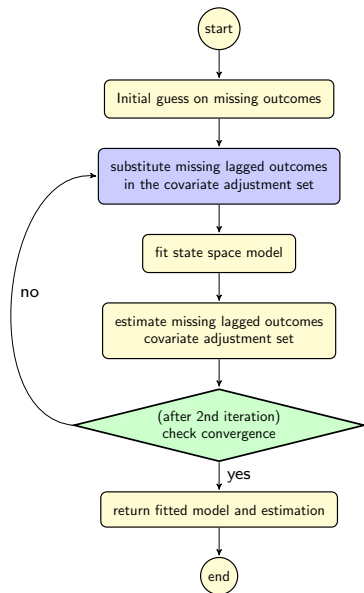 start
Initial guess on missing outcomes
substitute missing lagged outcomes
in the covariate adjustment set
fit state space model
no
estimate missing lagged outcomes
covariate adjustment set
(after 2nd iteration)
check convergence
yes
return fitted model and estimation
end